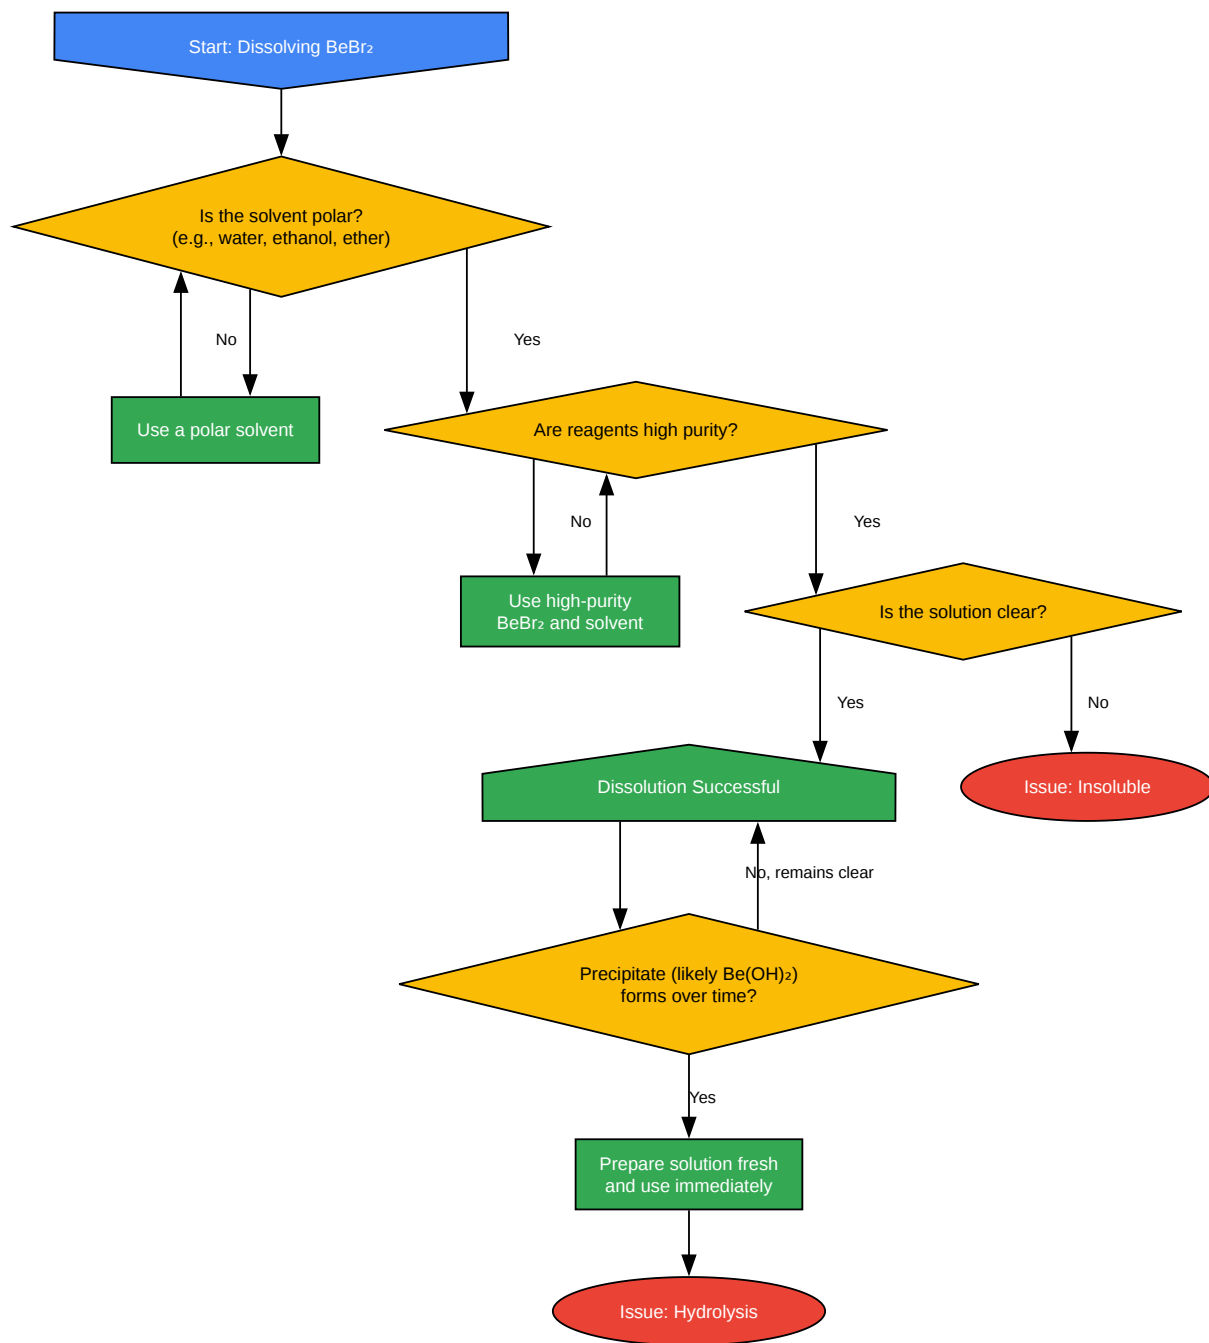 Start: Dissolving BeBr₂
Is the solvent polar?
(e.g., water, ethanol, ether)
No
Yes
Use a polar solvent
Are reagents high purity?
No
Yes
Use high-purity
BeBr₂ and solvent
Is the solution clear?
Yes
No
Dissolution Successful
Issue: Insoluble
No, remains clear
Precipitate (likely Be(OH)₂)
forms over time?
Yes
Prepare solution fresh
and use immediately
Issue: Hydrolysis